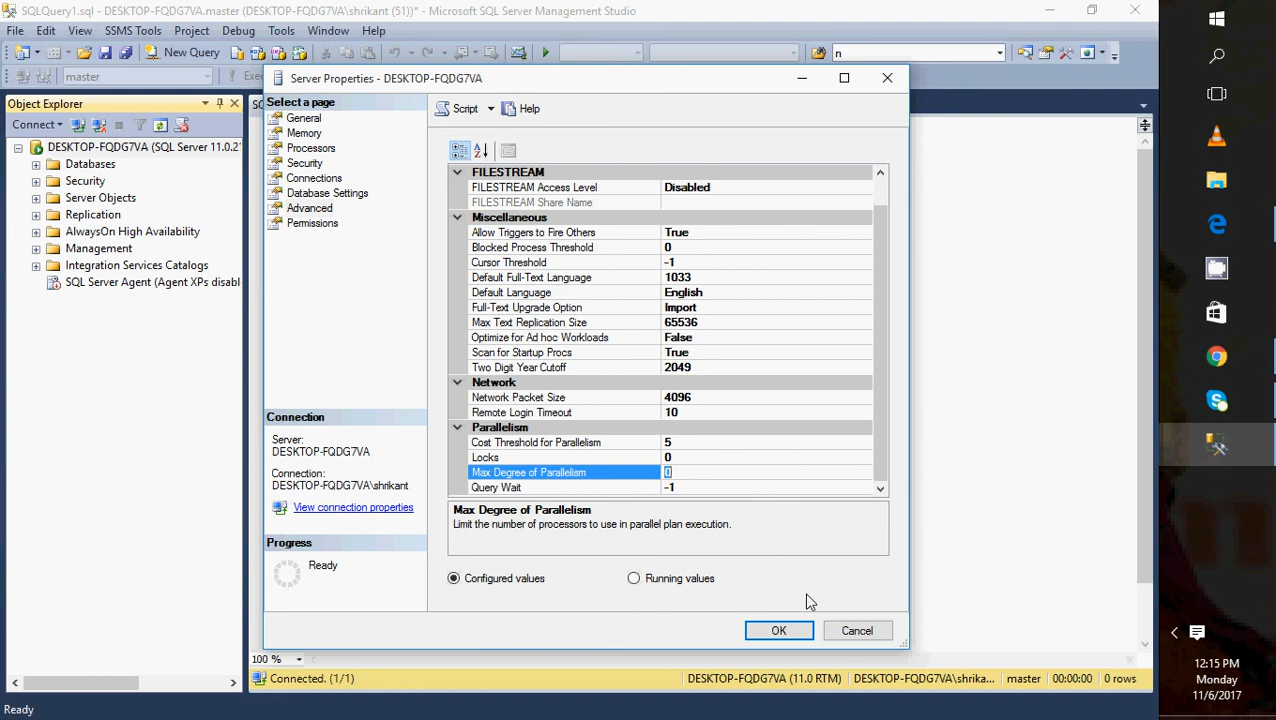 SQLQuery1.sql - DESKTOP-FQDG7VA.master (DESKTOP-FQDG7VA\shrikant (51))* - Microsoft SQL Server Management Studio
File Edit View SSMS Tools Project Debug Tools Window Help
New Query n
master Exec
Object Explorer SQ
Connect
DESKTOP-FQDG7VA (SQL Server 11.0.2
Databases
Security
Server Objects
Replication
AlwaysOn High Availability
Management
Integration Services Catalogs
SQL Server Agent (Agent XPs disabl
Server Properties - DESKTOP-FQDG7VA
Select a page
General
Memory
Processors
Security
Connections
Database Settings
Advanced
Permissions
Connection
Server:
DESKTOP-FQDG7VA
Connection:
DESKTOP-FQDG7VA\shrikant
View connection properties
Progress
Ready
Script Help
FILESTREAM
FILESTREAM Access Level Disabled
FILESTREAM Share Name
Miscellaneous
Allow Triggers to Fire Others True
Blocked Process Threshold 0
Cursor Threshold -1
Default Full-Text Language 1033
Default Language English
Full-Text Upgrade Option Import
Max Text Replication Size 65536
Optimize for Ad hoc Workloads False
Scan for Startup Procs True
Two Digit Year Cutoff 2049
Network
Network Packet Size 4096
Remote Login Timeout 10
Parallelism
Cost Threshold for Parallelism 5
Locks 0
Max Degree of Parallelism 0
Query Wait -1
Max Degree of Parallelism
Limit the number of processors to use in parallel plan execution.
Configured values Running values
OK Cancel
100 %
Connected. (1/1) DESKTOP-FQDG7VA (11.0 RTM) DESKTOP-FQDG7VA\shrika... master 00:00:00 0 rows
Ready
12:15 PM
Monday
11/6/2017